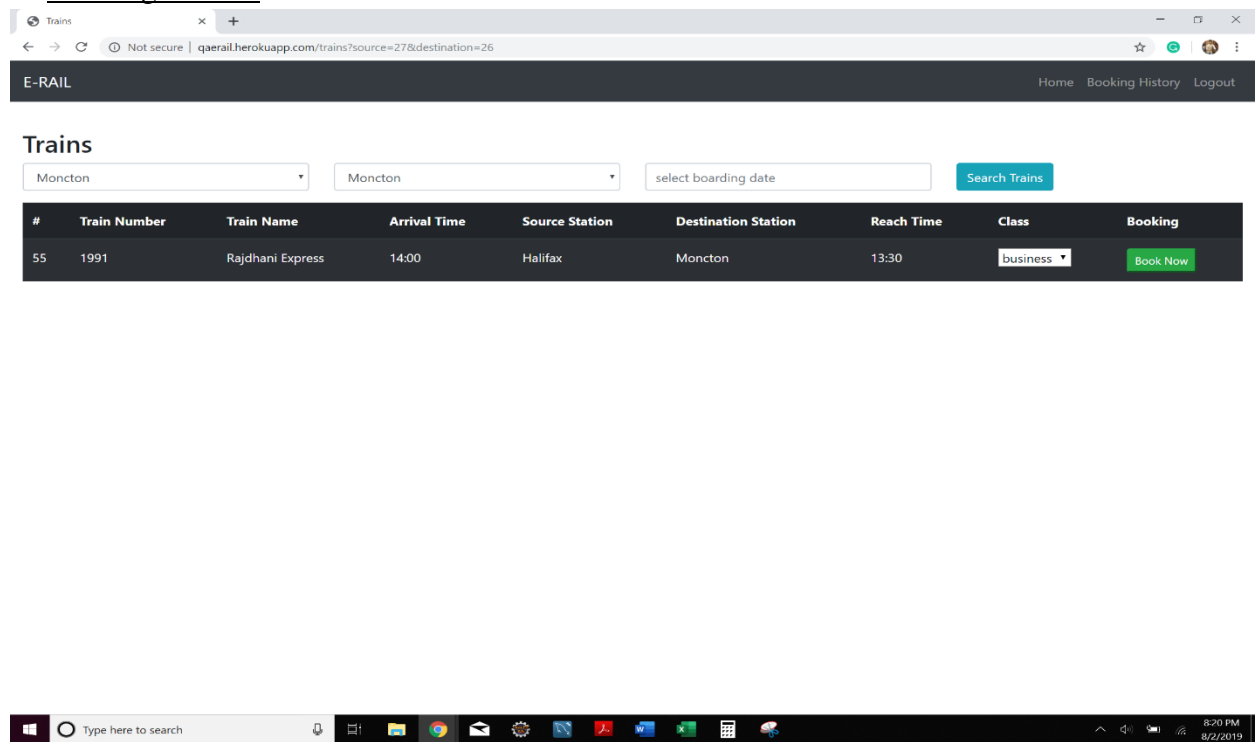 Trains
Not secure | qaerail.herokuapp.com/trains?source=27&destination=26
E-RAIL Home Booking History Logout
Trains
Moncton Moncton select boarding date Search Trains
# Train Number Train Name Arrival Time Source Station Destination Station Reach Time Class Booking
55 1991 Rajdhani Express 14:00 Halifax Moncton 13:30 business Book Now
Type here to search
8:20 PM
8/2/2019